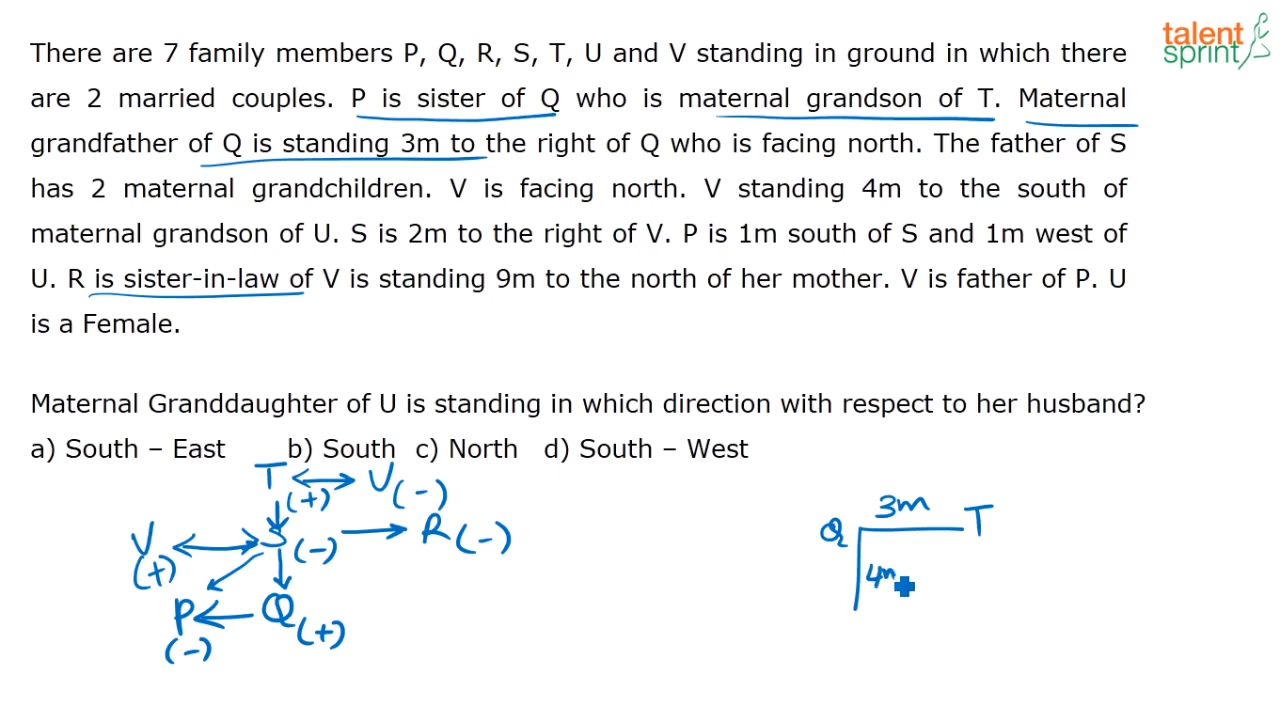 talent
sprint
There are 7 family members P, Q, R, S, T, U and V standing in ground in which there
are 2 married couples. P is sister of Q who is maternal grandson of T. Maternal
grandfather of Q is standing 3m to the right of Q who is facing north. The father of S
has 2 maternal grandchildren. V is facing north. V standing 4m to the south of
maternal grandson of U. S is 2m to the right of V. P is 1m south of S and 1m west of
U. R is sister-in-law of V is standing 9m to the north of her mother. V is father of P. U
is a Female.
Maternal Granddaughter of U is standing in which direction with respect to her husband?
a) South – East b) South c) North d) South – West
T (+) U (-)
V (+) S (-) R (-)
P (-) Q (+)
3m
Q T
4m